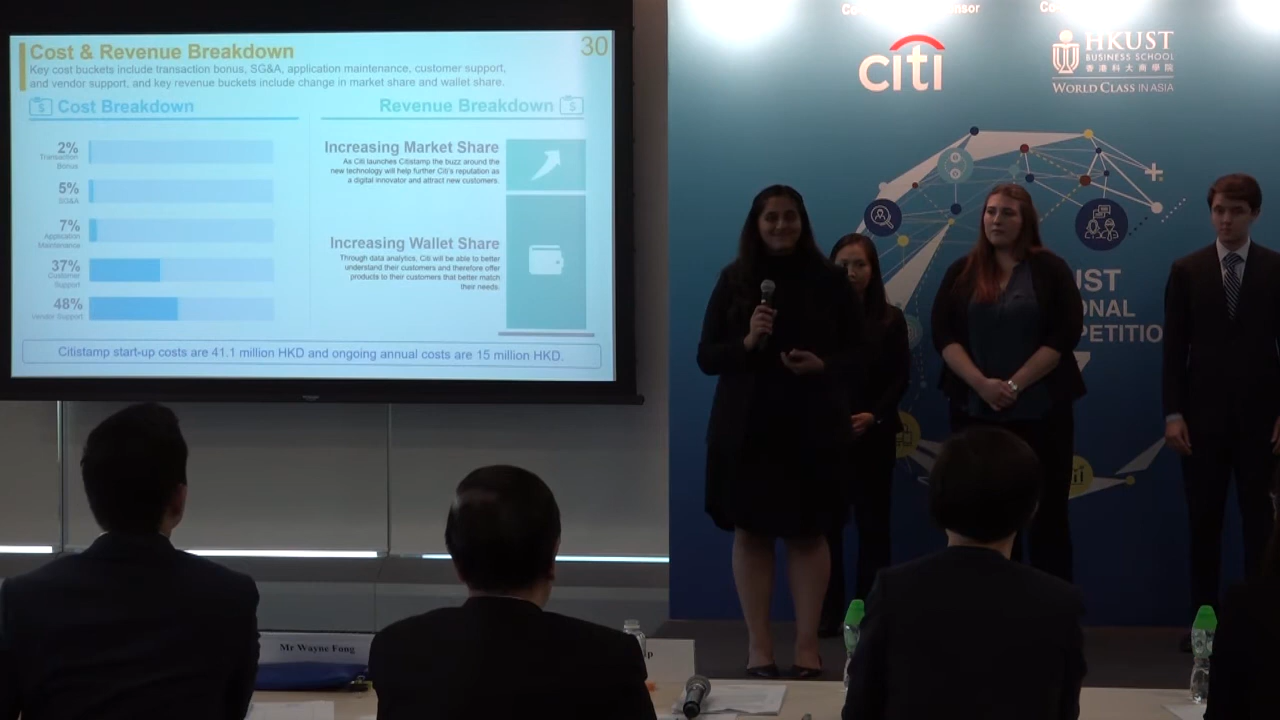 Cost & Revenue Breakdown
30
Key cost buckets include transaction bonus, SG&A, application maintenance, customer support,
and vendor support, and key revenue buckets include change in market share and wallet share.
Cost Breakdown
2%
Transaction
Bonus
5%
SG&A
7%
Application
Maintenance
37%
Customer
Support
48%
Vendor Support
Revenue Breakdown
Increasing Market Share
As Citi launches Citistamp the buzz around the
new technology will help further Citi's reputation as
a digital innovator and attract new customers.
Increasing Wallet Share
Through data analytics, Citi will be able to better
understand their customers and therefore offer
products to their customers that better match
their needs.
Citistamp start-up costs are 41.1 million HKD and ongoing annual costs are 15 million HKD.
citi
HKUST
BUSINESS SCHOOL
香港科大商學院
WORLD CLASS IN ASIA
UST
ONAL
PETITIO
Mr Wayne Fung